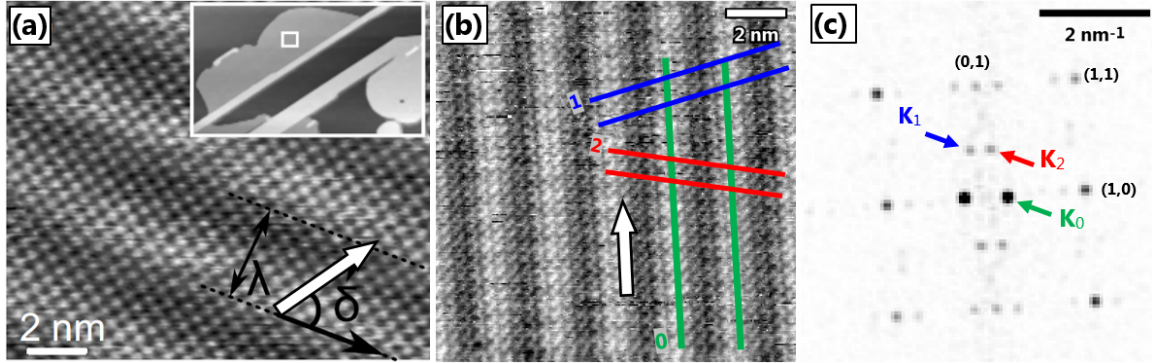 (a)
λ
δ
2 nm
(b)
2 nm
1
2
0
(c)
2 nm⁻¹
(0,1)
(1,1)
K₁
K₂
(1,0)
K₀